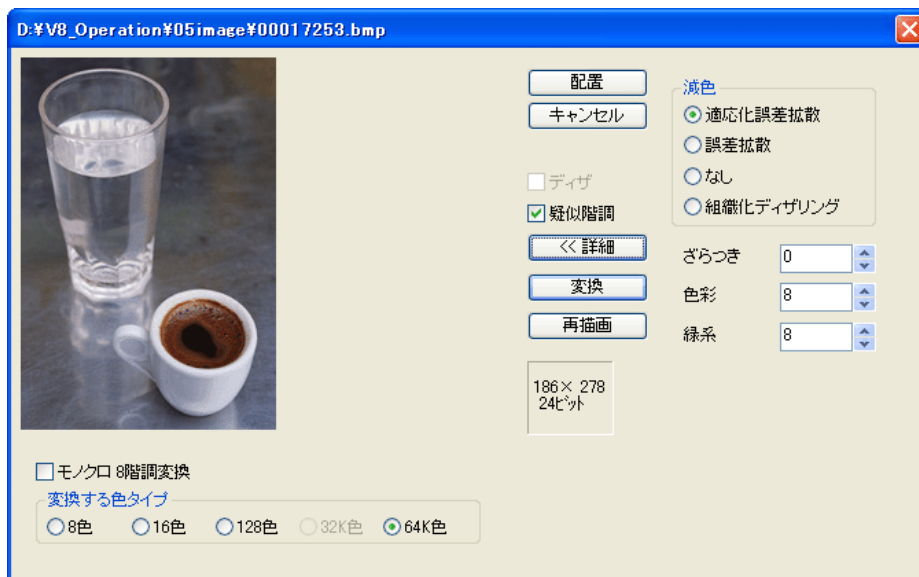 D:¥V8_Operation¥05image¥00017253.bmp
配置
キャンセル
ディザ
疑似階調
<< 詳細
変換
再描画
186× 278
24ﾋﾞｯﾄ
減色
適応化誤差拡散
誤差拡散
なし
組織化ディザリング
ざらつき 0
色彩 8
緑系 8
モノクロ 8階調変換
変換する色タイプ
8色 16色 128色 32K色 64K色